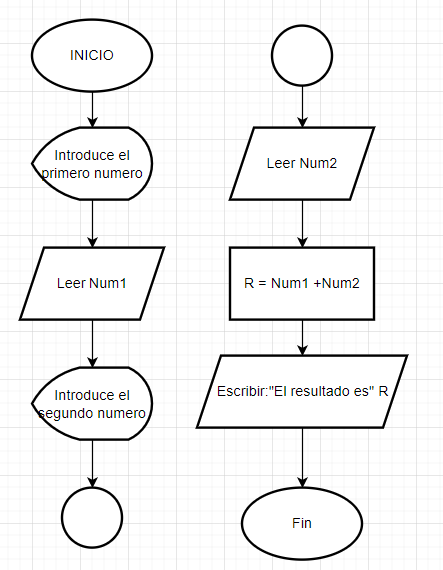 INICIO
Introduce el
primero numero
Leer Num1
Introduce el
segundo numero
Leer Num2
R = Num1 +Num2
Escribir:"El resultado es" R
Fin